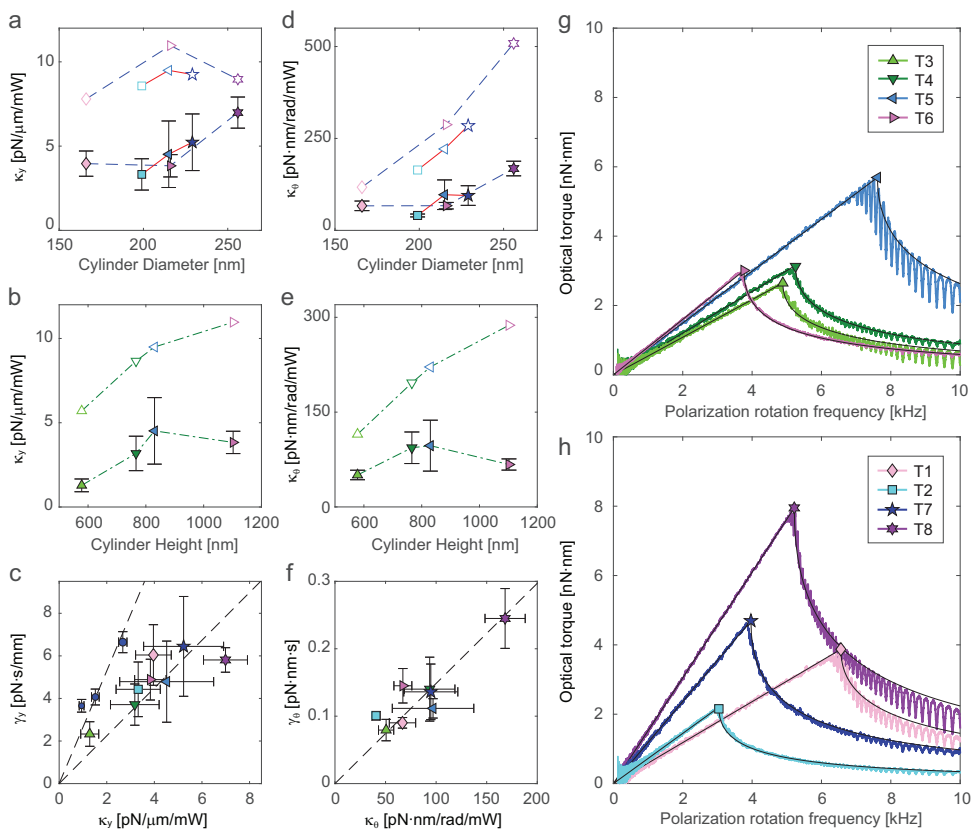 a
κy [pN/μm/mW]
10
5
0
150
200
250
Cylinder Diameter [nm]
d
κθ [pN·nm/rad/mW]
500
250
0
150
200
250
Cylinder Diameter [nm]
b
κy [pN/μm/mW]
10
5
0
600
800
1000
1200
Cylinder Height [nm]
e
κθ [pN·nm/rad/mW]
300
150
0
600
800
1000
1200
Cylinder Height [nm]
c
γy [pN·s/mm]
9
6
3
0
0
2
4
6
8
κy [pN/μm/mW]
f
γθ [pN·nm·s]
0.3
0.2
0.1
0
0
50
100
150
200
κθ [pN·nm/rad/mW]
g
Optical torque [nN·nm]
10
8
6
4
2
0
T3
T4
T5
T6
0
2
4
6
8
10
Polarization rotation frequency [kHz]
h
Optical torque [nN·nm]
10
8
6
4
2
0
T1
T2
T7
T8
0
2
4
6
8
10
Polarization rotation frequency [kHz]